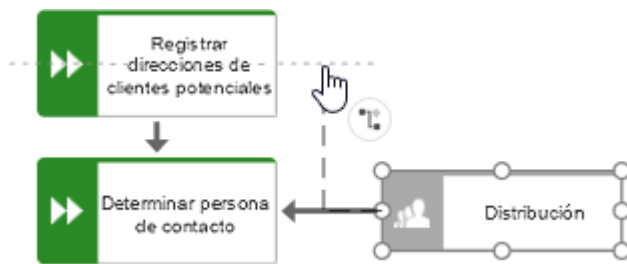 Registrar
direcciones de
clientes potenciales
Determinar persona
de contacto
Distribución